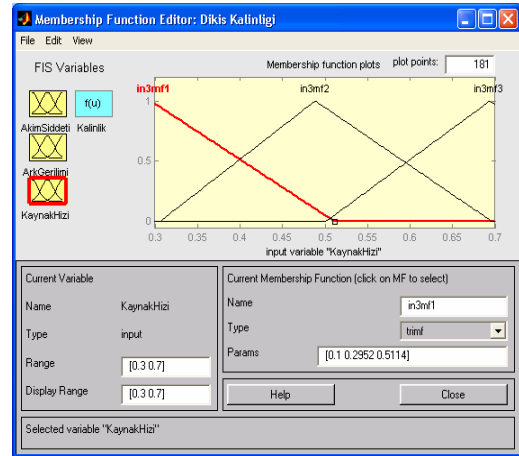 Membership Function Editor: Dikis Kalinligi
File Edit View
FIS Variables
Membership function plots
plot points:
181
f(u)
AkimSiddeti
Kalinlik
ArkGerilimi
KaynakHizi
in3mf1
in3mf2
in3mf3
1
0.5
0
0.3 0.35 0.4 0.45 0.5 0.55 0.6 0.65 0.7
input variable "KaynakHizi"
Current Variable
Name KaynakHizi
Type input
Range [0.3 0.7]
Display Range [0.3 0.7]
Current Membership Function (click on MF to select)
Name in3mf1
Type trimf
Params [0.1 0.2952 0.5114]
Help
Close
Selected variable "KaynakHizi"